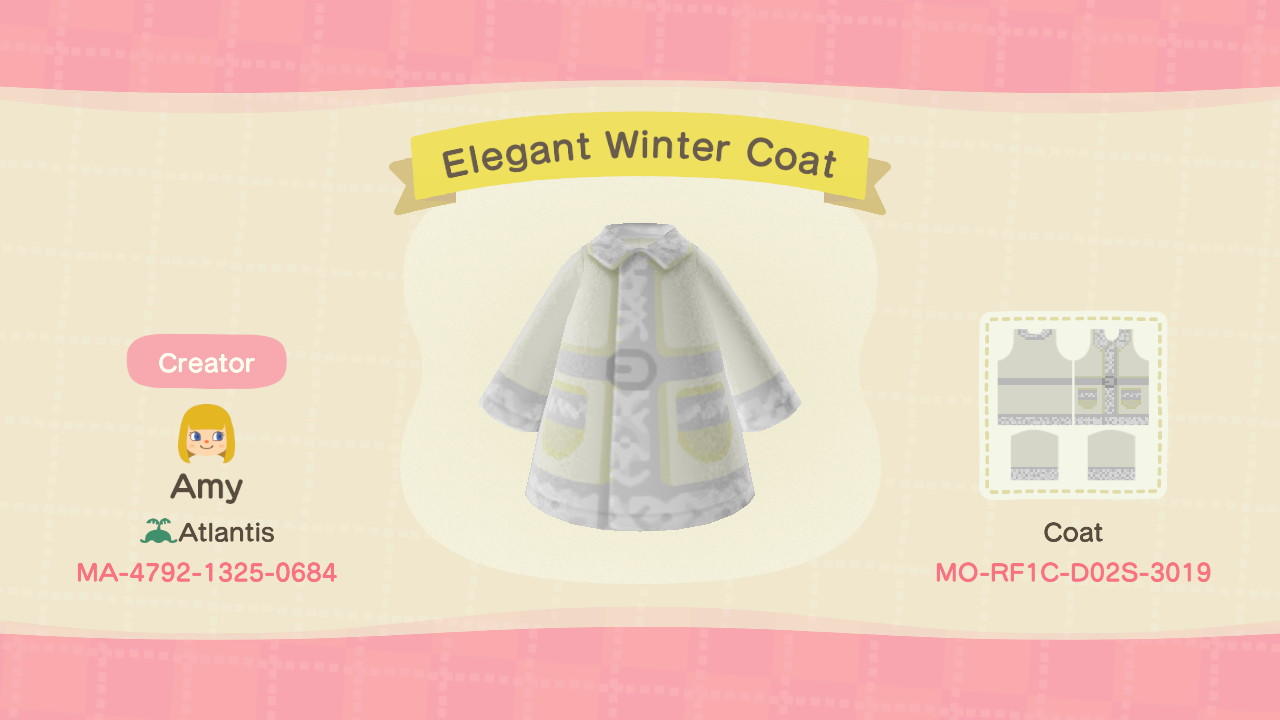 Elegant Winter Coat
Creator
Amy
Atlantis
MA-4792-1325-0684
Coat
MO-RF1C-D02S-3019